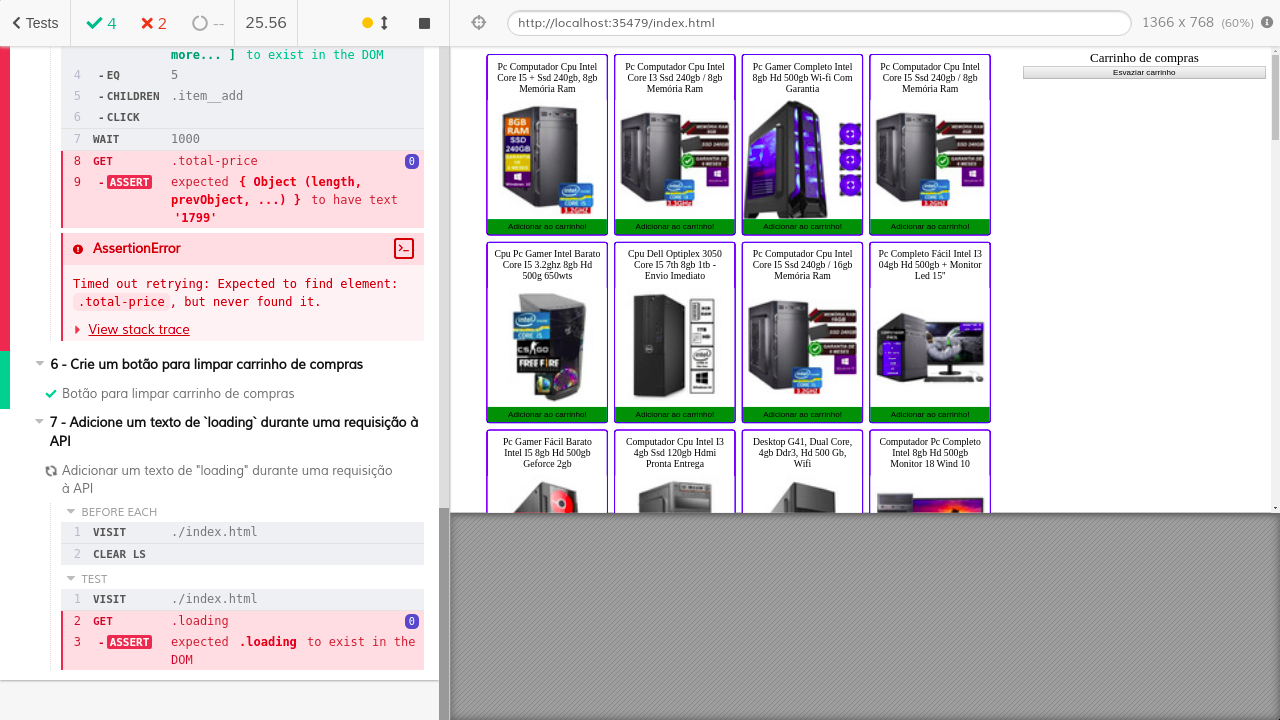 Tests
4
2
--
25.56
http://localhost:35479/index.html
1366 x 768 (60%)
more... ] to exist in the DOM
4 - EQ 5
5 - CHILDREN .item__add
6 - CLICK
7 WAIT 1000
8 GET .total-price 0
9 - ASSERT expected { Object (length,
prevObject, ...) } to have text
'1799'
AssertionError
Timed out retrying: Expected to find element:
.total-price, but never found it.
View stack trace
6 - Crie um botão para limpar carrinho de compras
Botão para limpar carrinho de compras
7 - Adicione um texto de `loading` durante uma requisição à
API
Adicionar um texto de "loading" durante uma requisição
à API
BEFORE EACH
1 VISIT ./index.html
2 CLEAR LS
TEST
1 VISIT ./index.html
2 GET .loading 0
3 - ASSERT expected .loading to exist in the
DOM
Pc Computador Cpu Intel
Core I5 + Ssd 240gb, 8gb
Memória Ram
Adicionar ao carrinho!
Pc Computador Cpu Intel
Core I3 Ssd 240gb / 8gb
Memória Ram
Adicionar ao carrinho!
Pc Gamer Completo Intel
8gb Hd 500gb Wi-fi Com
Garantia
Adicionar ao carrinho!
Pc Computador Cpu Intel
Core I5 Ssd 240gb / 8gb
Memória Ram
Adicionar ao carrinho!
Cpu Pc Gamer Intel Barato
Core I5 3.2ghz 8gb Hd
500g 650wts
Adicionar ao carrinho!
Cpu Dell Optiplex 3050
Core I5 7th 8gb 1tb -
Envio Imediato
Adicionar ao carrinho!
Pc Computador Cpu Intel
Core I5 Ssd 240gb / 16gb
Memória Ram
Adicionar ao carrinho!
Pc Completo Fácil Intel I3
04gb Hd 500gb + Monitor
Led 15"
Adicionar ao carrinho!
Pc Gamer Fácil Barato
Intel I5 8gb Hd 500gb
Geforce 2gb
Computador Cpu Intel I3
4gb Ssd 120gb Hdmi
Pronta Entrega
Desktop G41, Dual Core,
4gb Ddr3, Hd 500 Gb,
Wifi
Computador Pc Completo
Intel 8gb Hd 500gb
Monitor 18 Wind 10
Carrinho de compras
Esvaziar carrinho